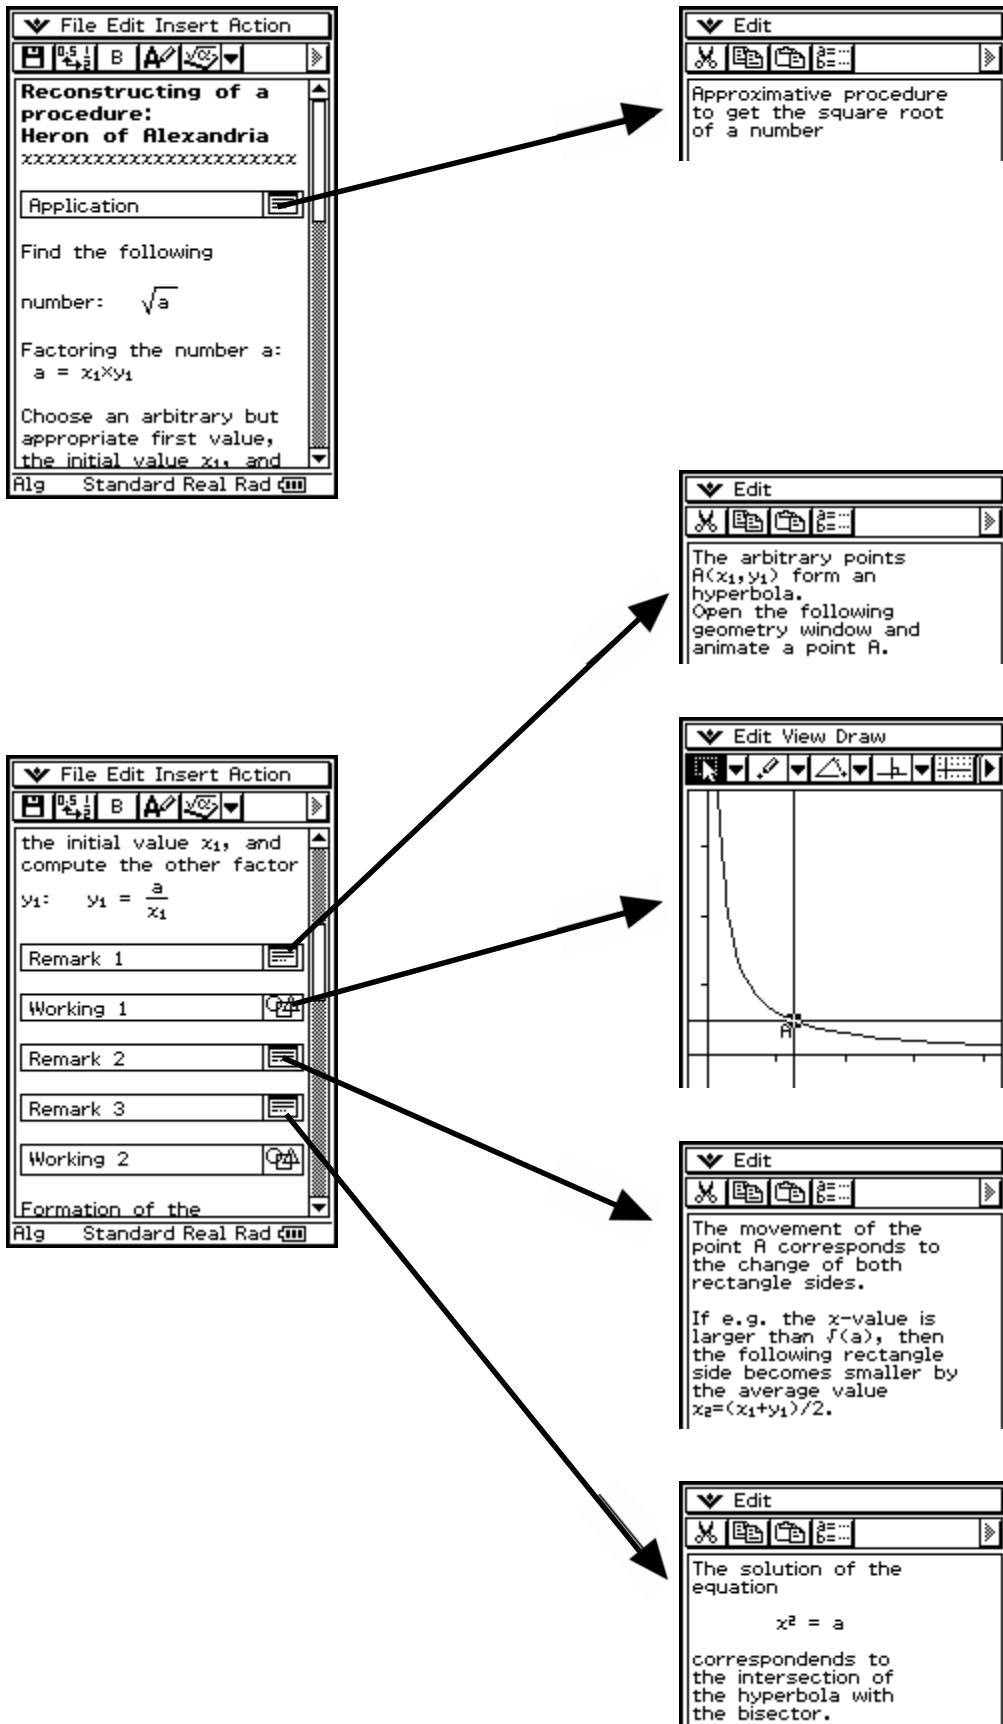 File Edit Insert Action
0.5 1 2 B A
Reconstructing of a
procedure:
Heron of Alexandria
xxxxxxxxxxxxxxxxxxxxxxx
Application
Find the following
number: √a
Factoring the number a:
a = x₁×y₁
Choose an arbitrary but
appropriate first value,
the initial value x₁, and
Alg Standard Real Rad
Edit
Approximative procedure
to get the square root
of a number
File Edit Insert Action
0.5 1 2 B A
the initial value x₁, and
compute the other factor
y₁: y₁ = a/x₁
Remark 1
Working 1
Remark 2
Remark 3
Working 2
Formation of the
Alg Standard Real Rad
Edit
The arbitrary points
A(x₁,y₁) form an
hyperbola.
Open the following
geometry window and
animate a point A.
Edit View Draw
A
Edit
The movement of the
point A corresponds to
the change of both
rectangle sides.
If e.g. the x-value is
larger than √(a), then
the following rectangle
side becomes smaller by
the average value
x₂=(x₁+y₁)/2.
Edit
The solution of the
equation
x² = a
correspondends to
the intersection of
the hyperbola with
the bisector.